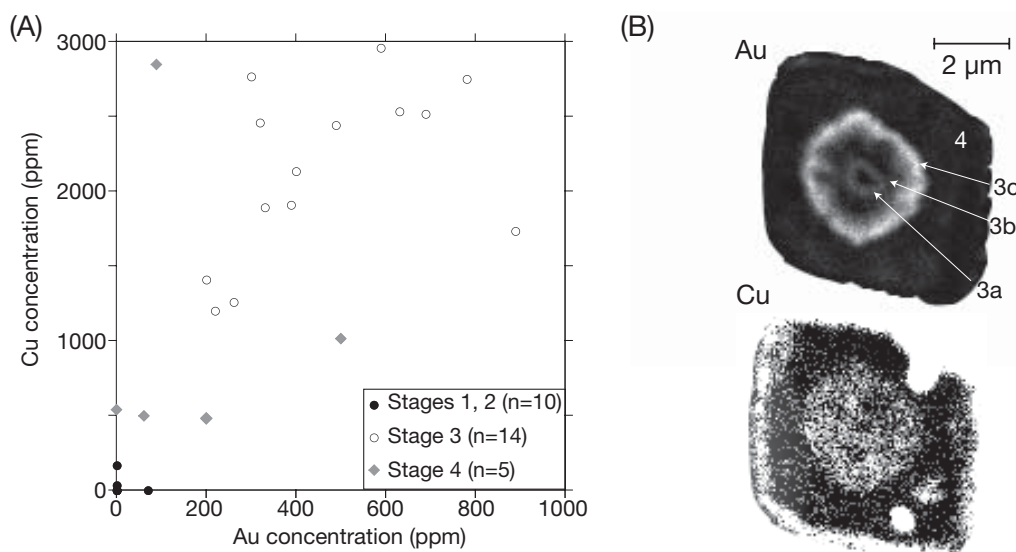 (A)
3000
2000
1000
0
Cu concentration (ppm)
0 200 400 600 800 1000
Au concentration (ppm)
Stages 1, 2 (n=10)
Stage 3 (n=14)
Stage 4 (n=5)
(B)
Au
2 μm
4
3c
3b
3a
Cu